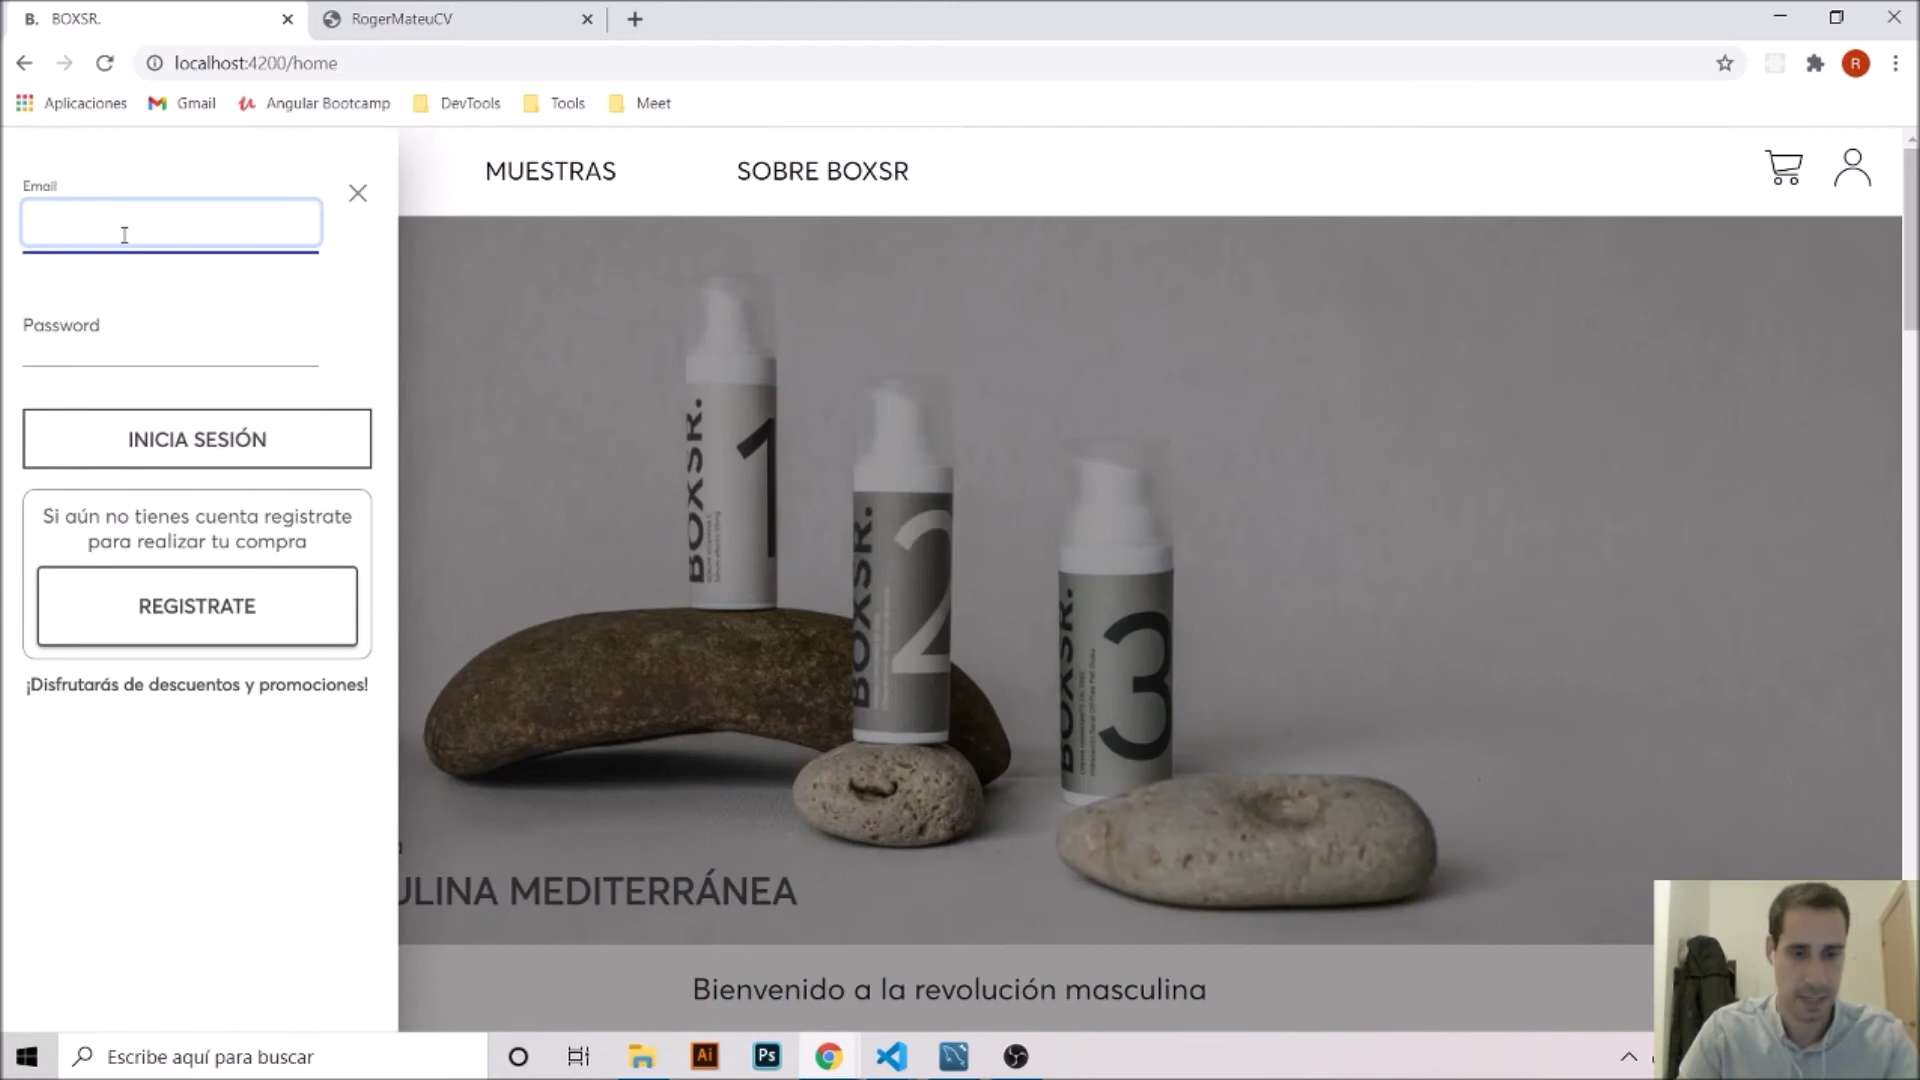 B. BOXSR.
RogerMateuCV
localhost:4200/home
R
Aplicaciones
Gmail
Angular Bootcamp
DevTools
Tools
Meet
MUESTRAS
SOBRE BOXSR
Email
Password
INICIA SESIÓN
Si aún no tienes cuenta registrate
para realizar tu compra
REGISTRATE
¡Disfrutarás de descuentos y promociones!
BOXSR. 1
BOXSR. 2
BOXSR. 3
ULINA MEDITERRÁNEA
Bienvenido a la revolución masculina
Escribe aquí para buscar
Ai
Ps